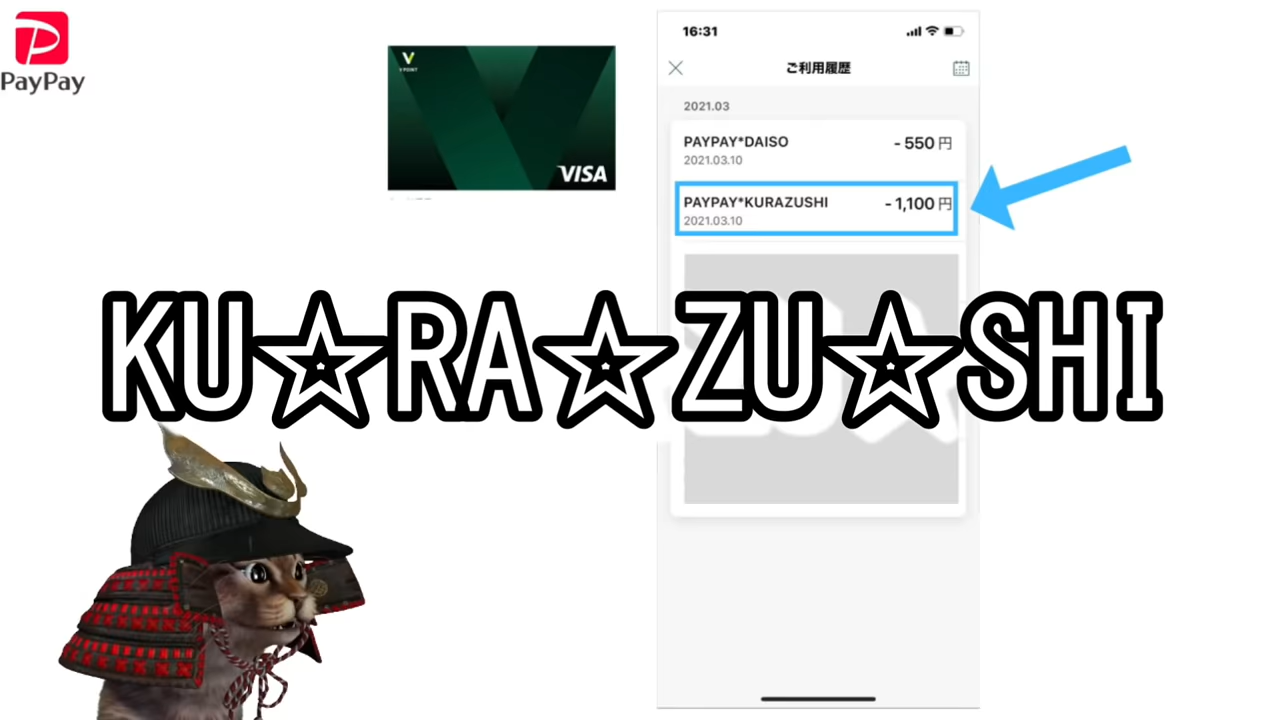 PayPay
V
V POINT
VISA
16:31
ご利用履歴
2021.03
PAYPAY*DAISO
- 550 円
2021.03.10
PAYPAY*KURAZUSHI
- 1,100 円
2021.03.10
KU☆RA☆ZU☆SHI